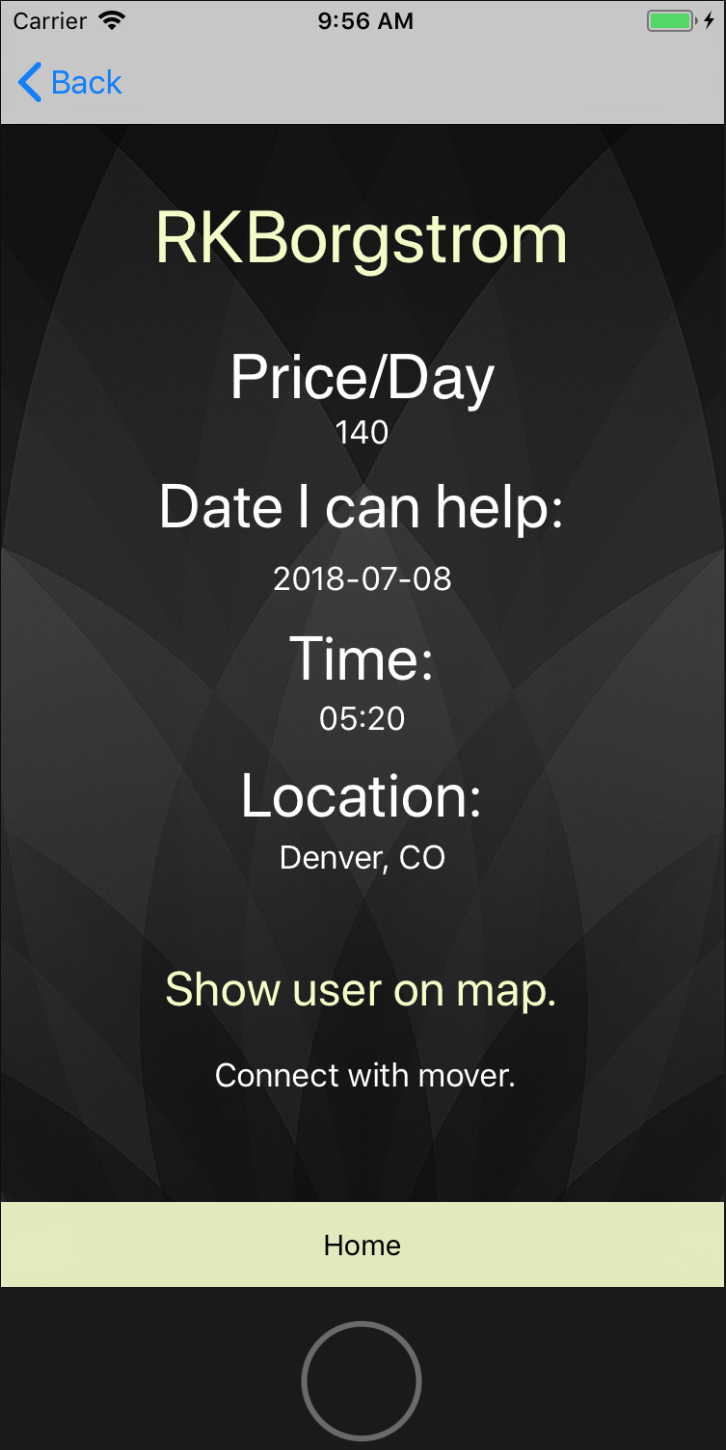 Carrier 9:56 AM
Back
RKBorgstrom
Price/Day
140
Date I can help:
2018-07-08
Time:
05:20
Location:
Denver, CO
Show user on map.
Connect with mover.
Home